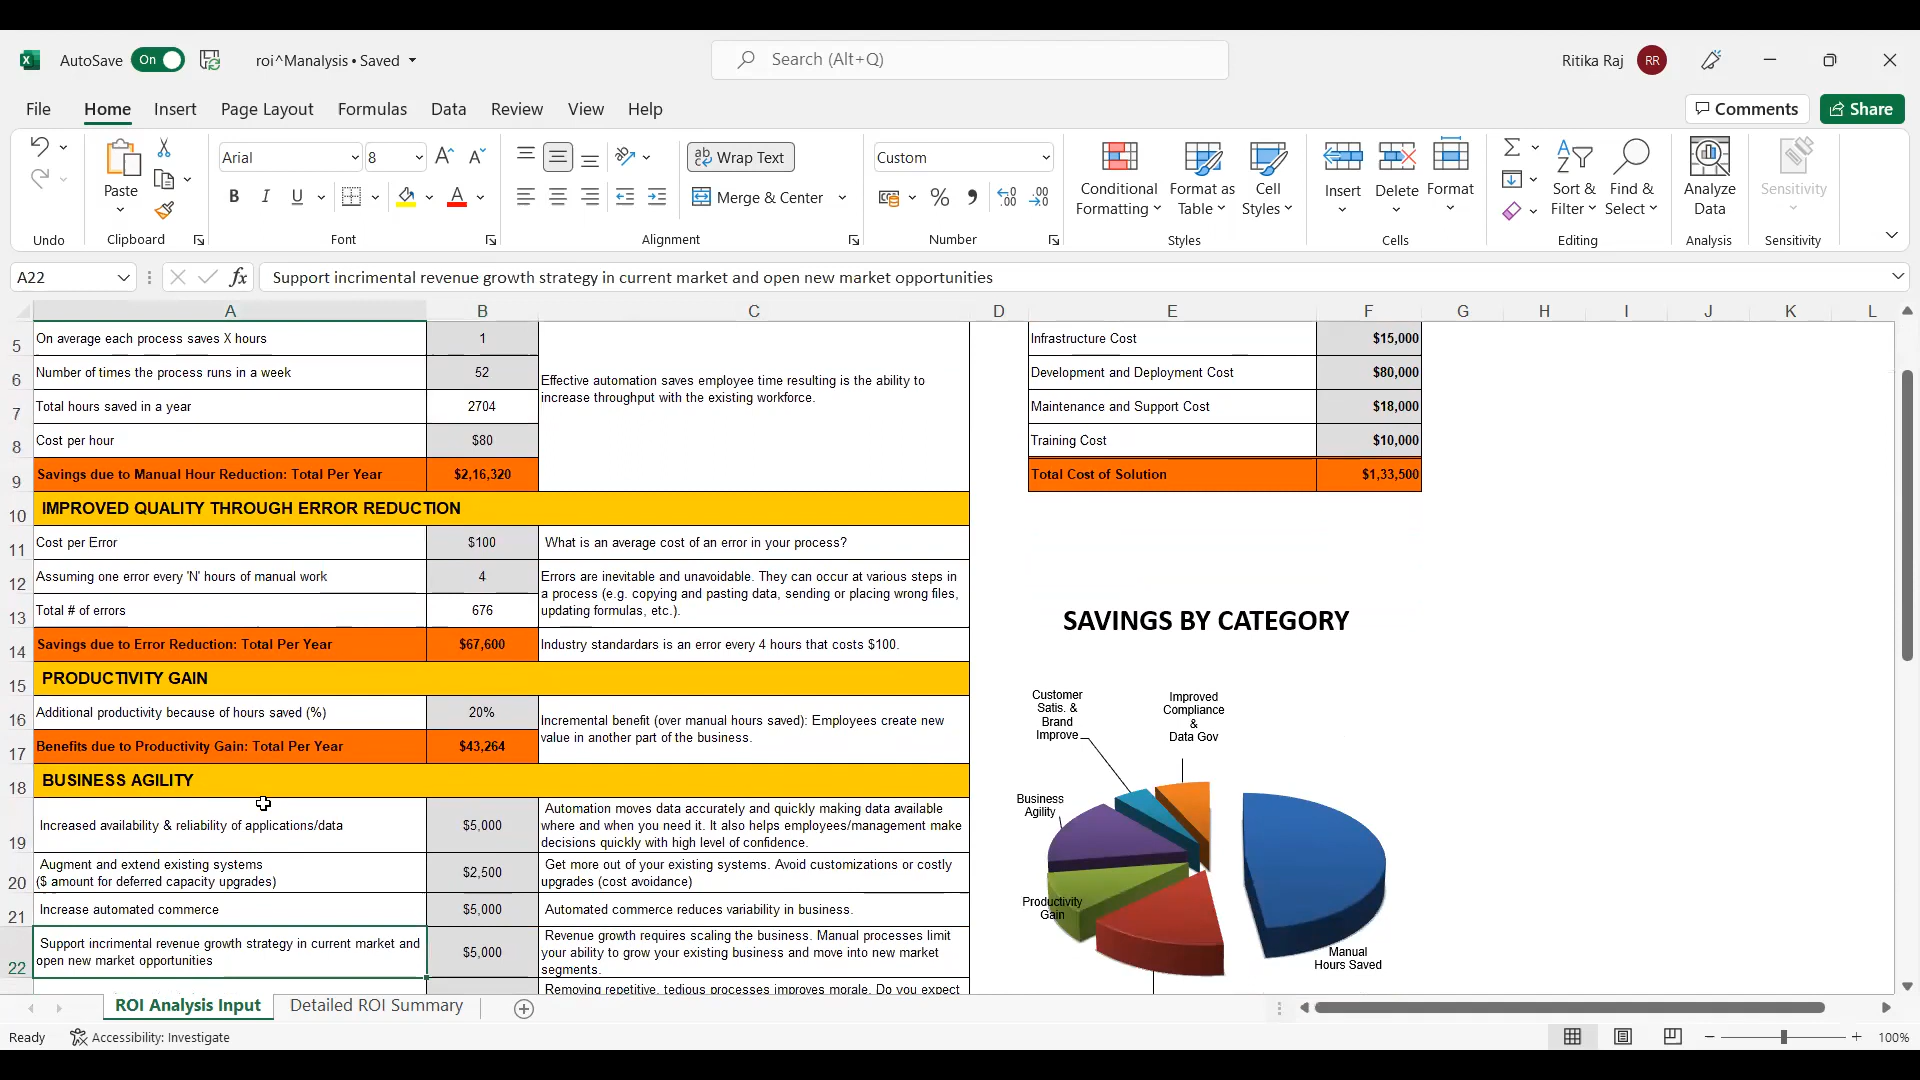 AutoSave On roi^Manalysis • Saved Search (Alt+Q) Ritika Raj RR
File Home Insert Page Layout Formulas Data Review View Help Comments Share
Paste Arial 8 Wrap Text Custom
B I U Merge & Center % Conditional Formatting Format as Table Cell Styles Insert Delete Format Sort & Filter Find & Select Analyze Data Sensitivity
Undo Clipboard Font Alignment Number Styles Cells Editing Analysis Sensitivity
A22 fx Support incrimental revenue growth strategy in current market and open new market opportunities
A B C D E F G H I J K L
5 On average each process saves X hours 1 Infrastructure Cost $15,000
6 Number of times the process runs in a week 52 Effective automation saves employee time resulting is the ability to Development and Deployment Cost $80,000
7 Total hours saved in a year 2704 increase throughput with the existing workforce. Maintenance and Support Cost $18,000
8 Cost per hour $80 Training Cost $10,000
9 Savings due to Manual Hour Reduction: Total Per Year $2,16,320 Total Cost of Solution $1,33,500
10 IMPROVED QUALITY THROUGH ERROR REDUCTION
11 Cost per Error $100 What is an average cost of an error in your process?
12 Assuming one error every 'N' hours of manual work 4 Errors are inevitable and unavoidable. They can occur at various steps in
a process (e.g. copying and pasting data, sending or placing wrong files,
13 Total # of errors 676 updating formulas, etc.).
14 Savings due to Error Reduction: Total Per Year $67,600 Industry standardars is an error every 4 hours that costs $100.
15 PRODUCTIVITY GAIN
16 Additional productivity because of hours saved (%) 20% Incremental benefit (over manual hours saved): Employees create new
17 Benefits due to Productivity Gain: Total Per Year $43,264 value in another part of the business.
18 BUSINESS AGILITY
Automation moves data accurately and quickly making data available
19 Increased availability & reliability of applications/data $5,000 where and when you need it. It also helps employees/management make
decisions quickly with high level of confidence.
20 Augment and extend existing systems $2,500 Get more out of your existing systems. Avoid customizations or costly
($ amount for deferred capacity upgrades) upgrades (cost avoidance)
21 Increase automated commerce $5,000 Automated commerce reduces variability in business.
22 Support incrimental revenue growth strategy in current market and $5,000 Revenue growth requires scaling the business. Manual processes limit
open new market opportunities your ability to grow your existing business and move into new market
segments.
Removing repetitive, tedious processes improves morale. Do you expect
SAVINGS BY CATEGORY
Customer
Satis. &
Brand
Improve
Improved
Compliance
&
Data Gov
Business
Agility
Productivity
Gain
Manual
Hours Saved
ROI Analysis Input Detailed ROI Summary
Ready Accessibility: Investigate 100%